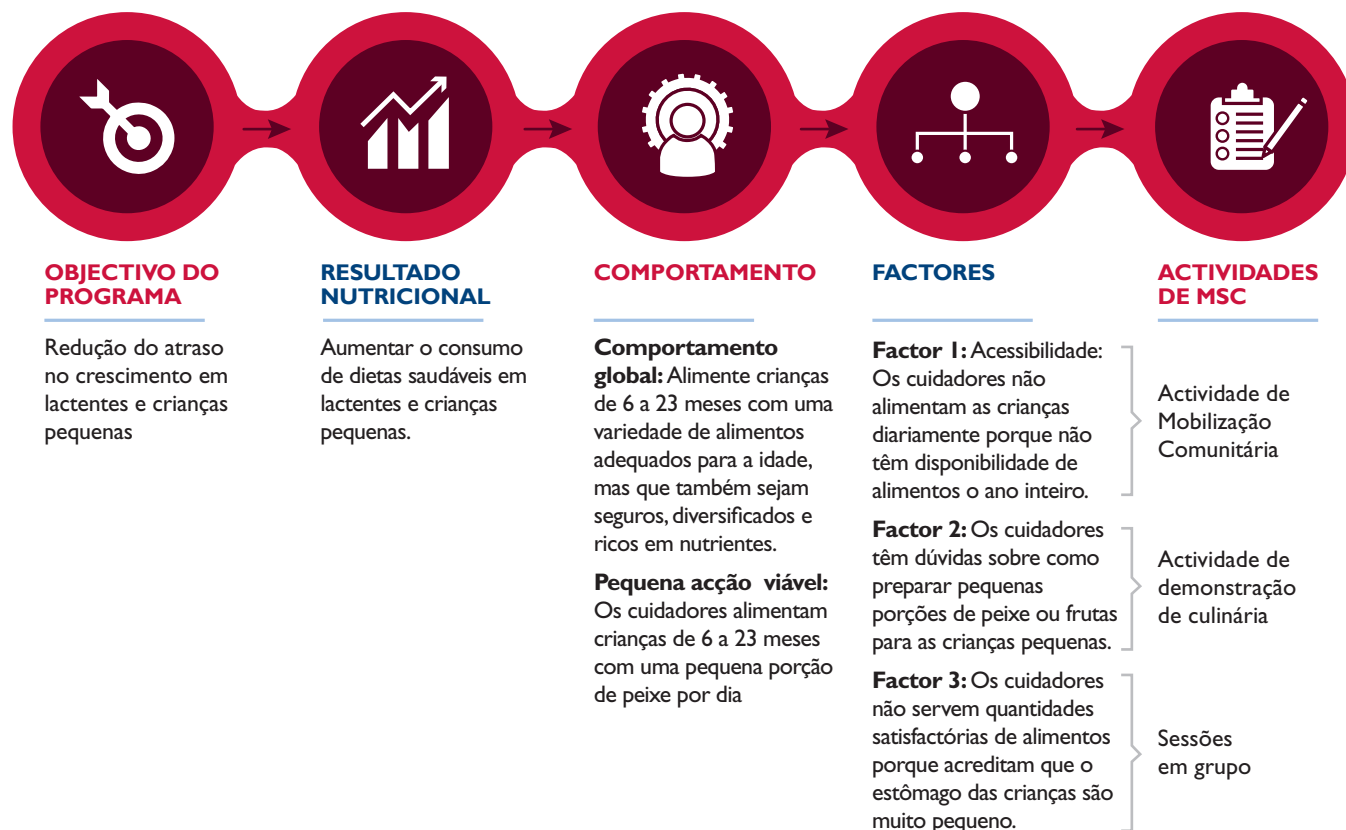 OBJECTIVO DO
PROGRAMA
Redução do atraso
no crescimento em
lactentes e crianças
pequenas
RESULTADO
NUTRICIONAL
Aumentar o consumo
de dietas saudáveis em
lactentes e crianças
pequenas.
COMPORTAMENTO
Comportamento
global: Alimente crianças
de 6 a 23 meses com uma
variedade de alimentos
adequados para a idade,
mas que também sejam
seguros, diversificados e
ricos em nutrientes.
Pequena acção viável:
Os cuidadores alimentam
crianças de 6 a 23 meses
com uma pequena porção
de peixe por dia
FACTORES
Factor 1: Acessibilidade:
Os cuidadores não
alimentam as crianças
diariamente porque não
têm disponibilidade de
alimentos o ano inteiro.
Factor 2: Os cuidadores
têm dúvidas sobre como
preparar pequenas
porções de peixe ou frutas
para as crianças pequenas.
Factor 3: Os cuidadores
não servem quantidades
satisfactórias de alimentos
porque acreditam que o
estômago das crianças são
muito pequeno.
ACTIVIDADES
DE MSC
Actividade de
Mobilização
Comunitária
Actividade de
demonstração
de culinária
Sessões
em grupo